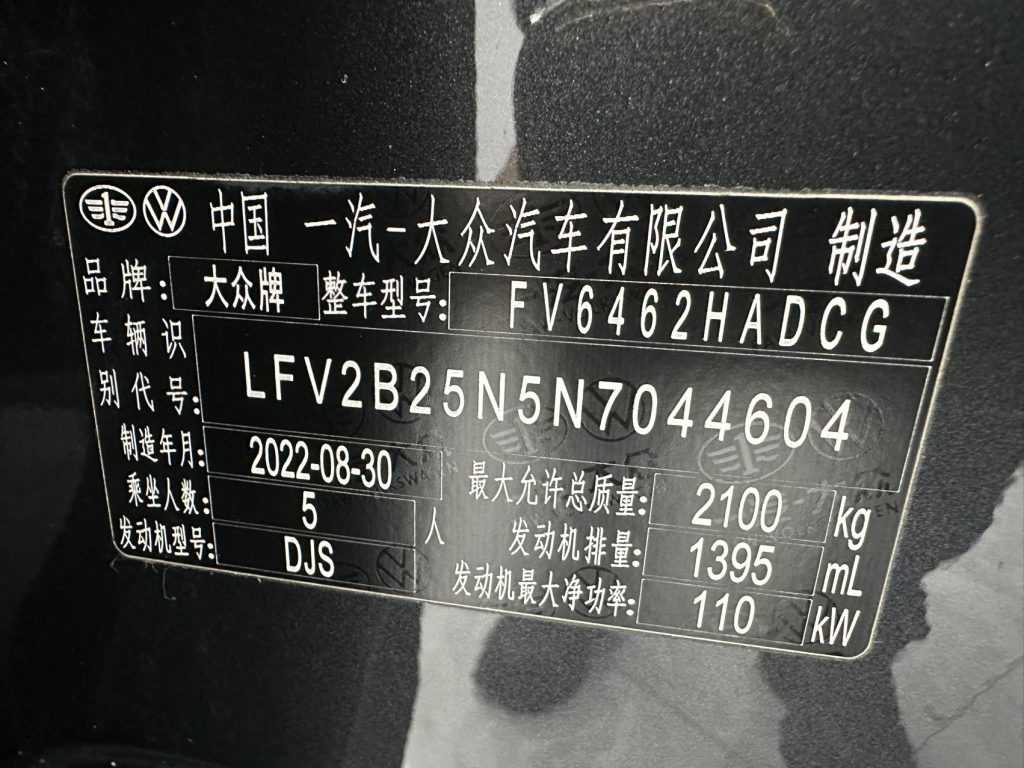 中国 一汽-大众汽车有限公司 制造
品牌: 大众牌 整车型号: FV6462HADCG
车辆识别代号: LFV2B25N5N7044604
制造年月: 2022-08-30
最大允许总质量: 2100 kg
乘坐人数: 5 人
发动机排量: 1395 mL
发动机型号: DJS
发动机最大净功率: 110 kW